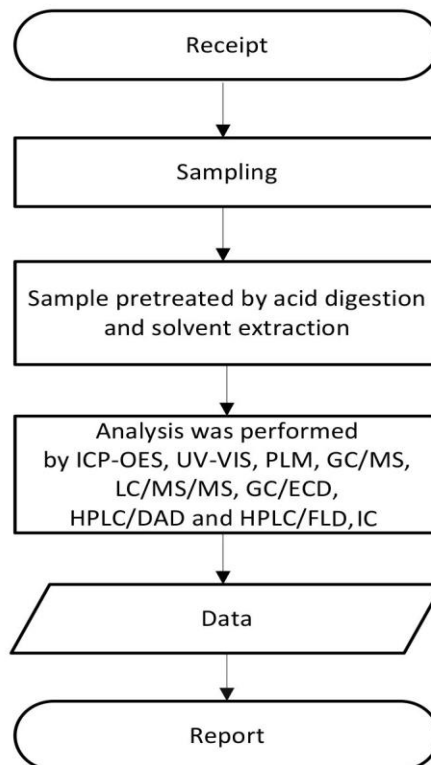 Receipt
Sampling
Sample pretreated by acid digestion
and solvent extraction
Analysis was performed
by ICP-OES, UV-VIS, PLM, GC/MS,
LC/MS/MS, GC/ECD,
HPLC/DAD and HPLC/FLD, IC
Data
Report